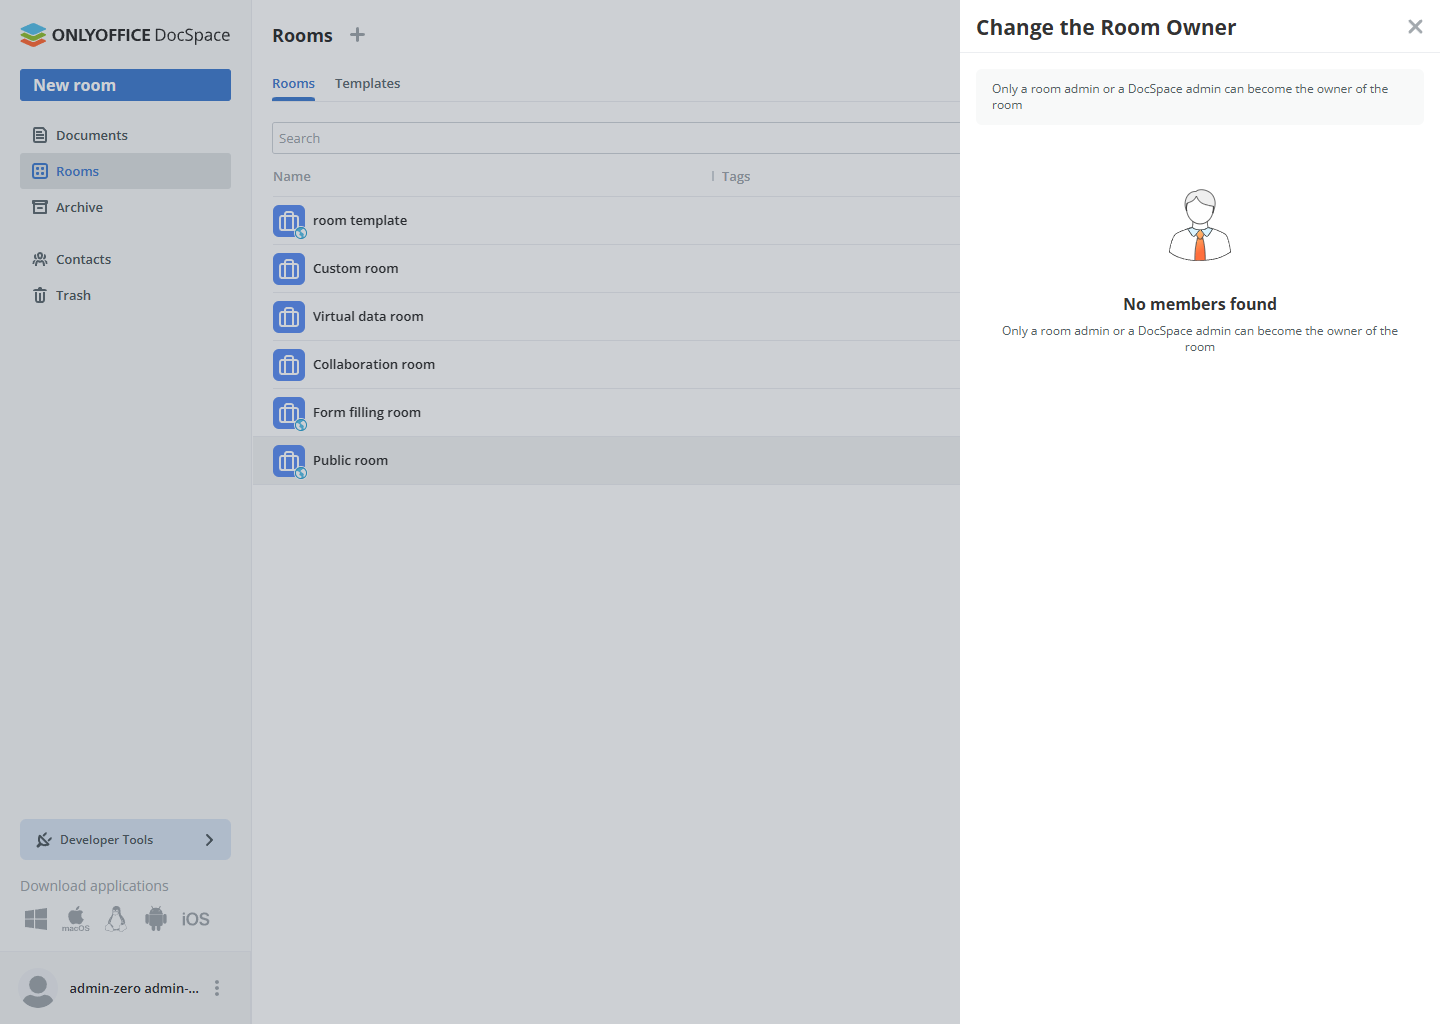 ONLYOFFICE DocSpace
New room
Documents
Rooms
Archive
Contacts
Trash
Developer Tools
Download applications
macOS
iOS
admin-zero admin-...
Rooms
Rooms Templates
Search
Name Tags
room template
Custom room
Virtual data room
Collaboration room
Form filling room
Public room
Change the Room Owner
Only a room admin or a DocSpace admin can become the owner of the
room
No members found
Only a room admin or a DocSpace admin can become the owner of the
room